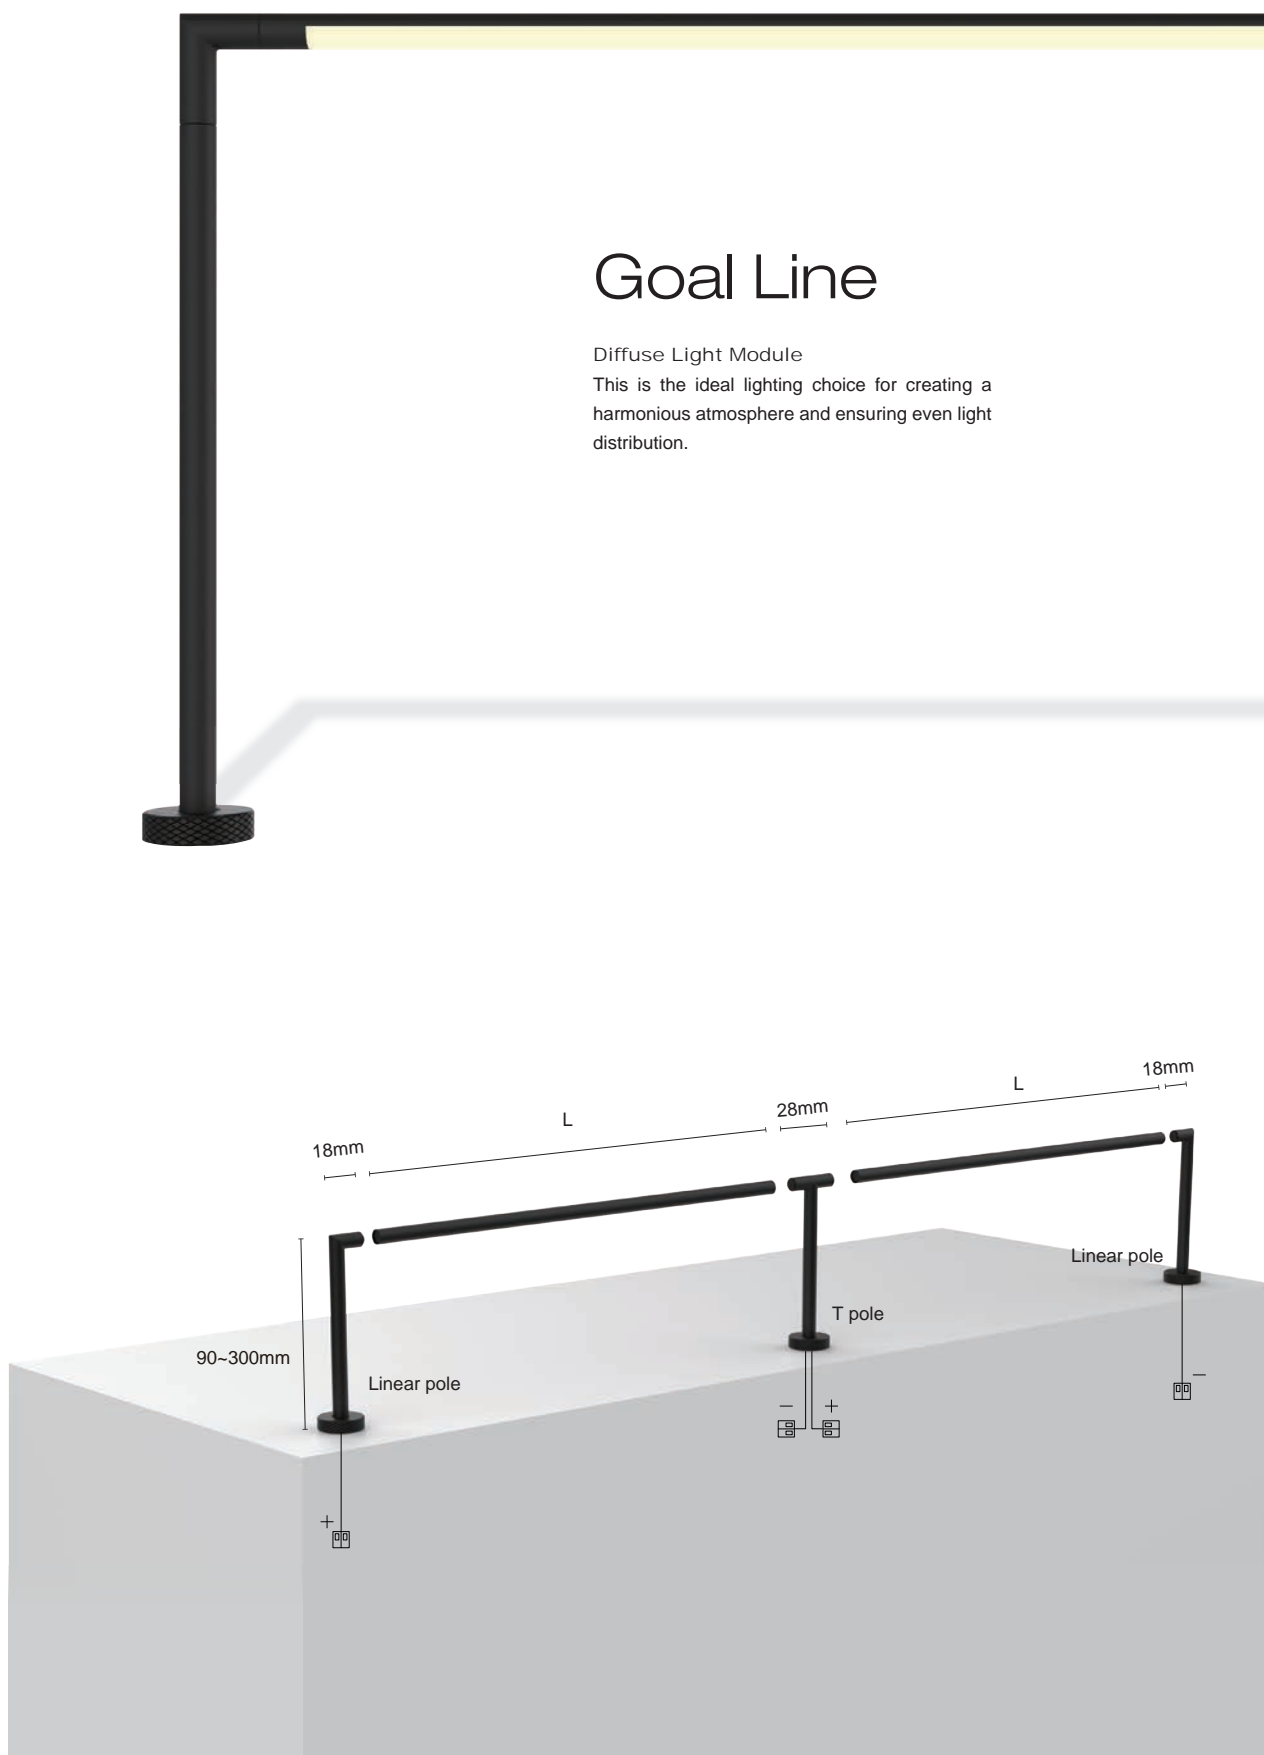 Goal Line
Diffuse Light Module
This is the ideal lighting choice for creating a
harmonious atmosphere and ensuring even light
distribution.
18mm
L
28mm
L
18mm
Linear pole
T pole
90~300mm
Linear pole
− +
−
+